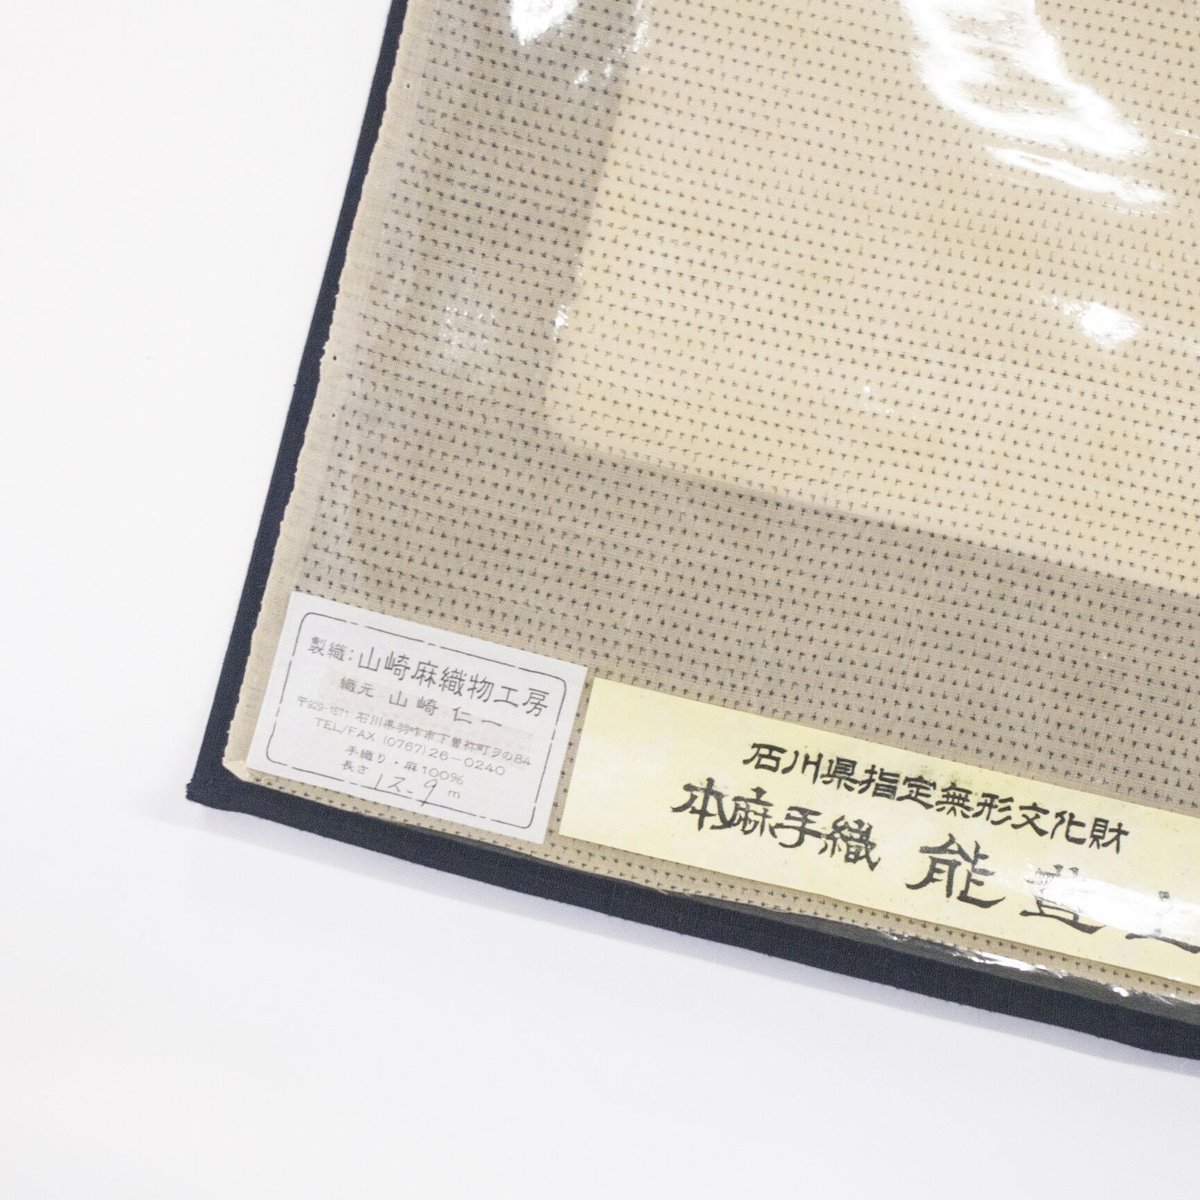 製織：山崎麻織物工房
織元 山崎仁一
〒929-1571 石川県羽咋市下曽祢町ヲの84
TEL/FAX (0767) 26-0240
手織り・麻100%
長さ 12.9 m
石川県指定無形文化財
本麻手織 能登上